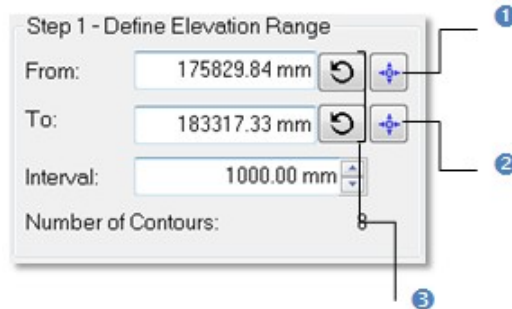 Step 1 - Define Elevation Range
1
From: 175829.84 mm
To: 183317.33 mm
2
Interval: 1000.00 mm
Number of Contours: 8
3